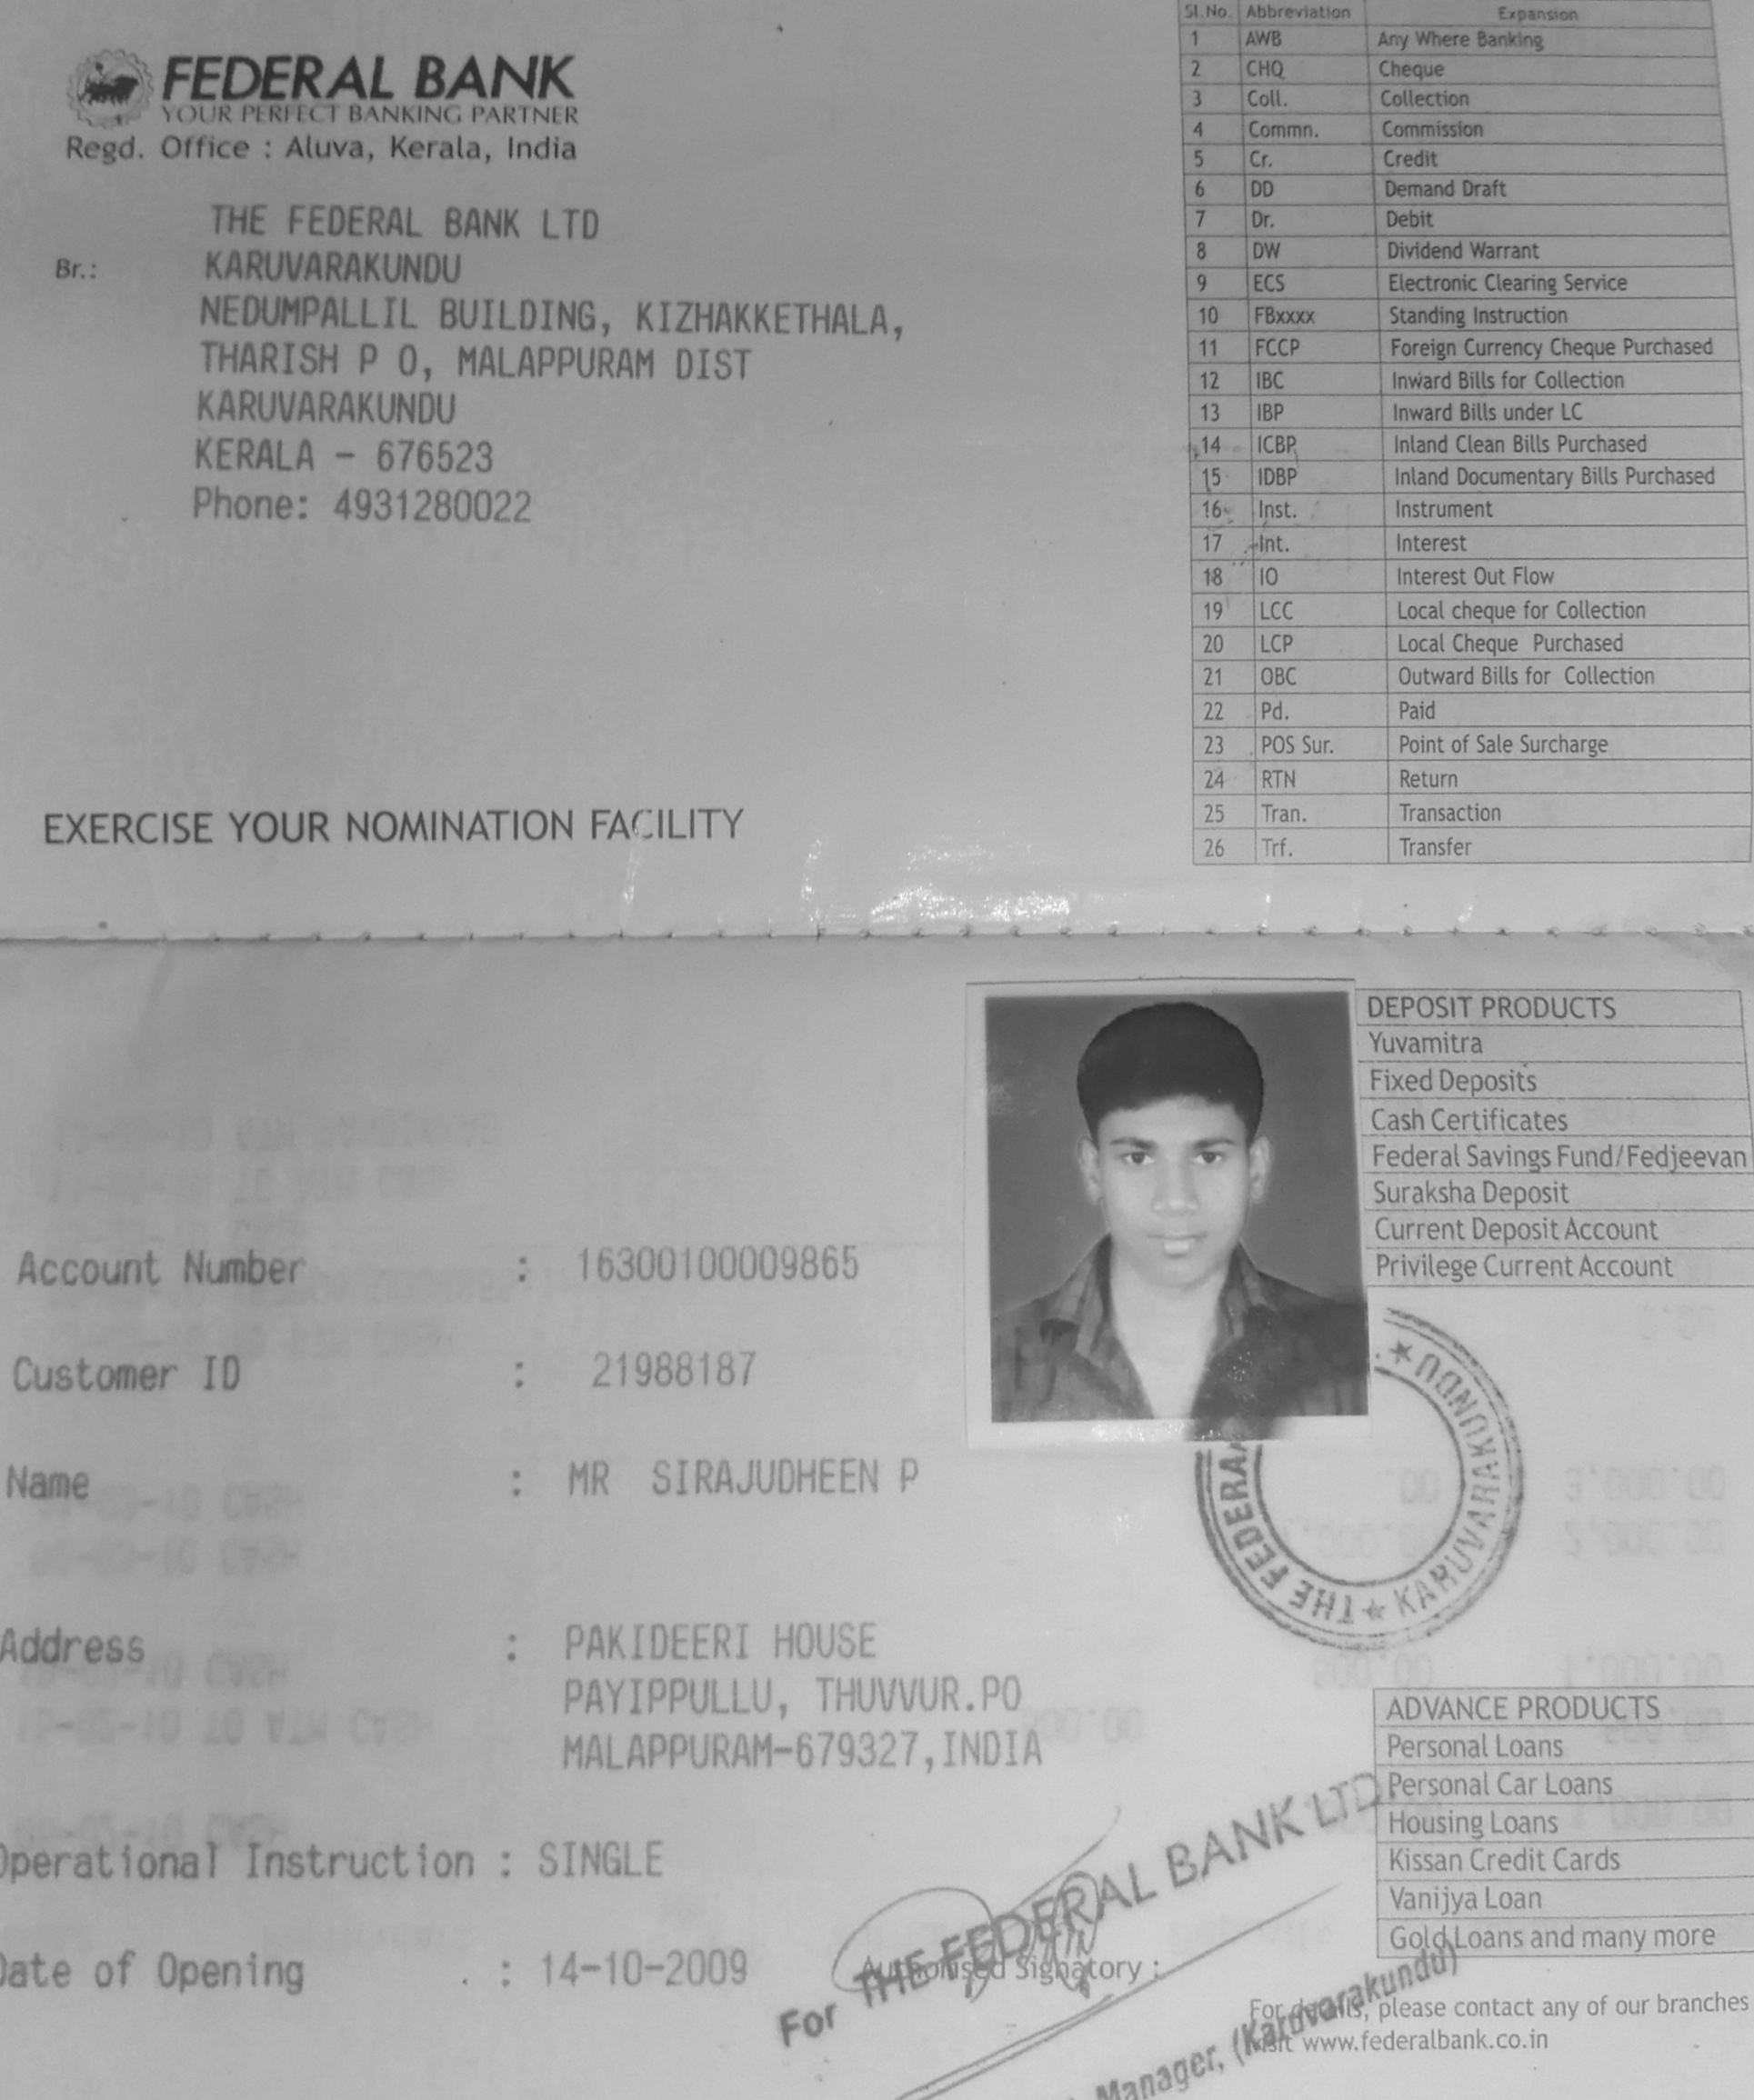 FEDERAL BANK
YOUR PERFECT BANKING PARTNER
Regd. Office : Aluva, Kerala, India
THE FEDERAL BANK LTD
Br.: KARUVARAKUNDU
NEDUMPALLIL BUILDING, KIZHAKKETHALA,
THARISH P O, MALAPPURAM DIST
KARUVARAKUNDU
KERALA - 676523
Phone: 4931280022
EXERCISE YOUR NOMINATION FACILITY
Sl.No. Abbreviation Expansion
1 AWB Any Where Banking
2 CHQ Cheque
3 Coll. Collection
4 Commn. Commission
5 Cr. Credit
6 DD Demand Draft
7 Dr. Debit
8 DW Dividend Warrant
9 ECS Electronic Clearing Service
10 FBxxxx Standing Instruction
11 FCCP Foreign Currency Cheque Purchased
12 IBC Inward Bills for Collection
13 IBP Inward Bills under LC
14 ICBP Inland Clean Bills Purchased
15 IDBP Inland Documentary Bills Purchased
16 Inst. Instrument
17 Int. Interest
18 IO Interest Out Flow
19 LCC Local cheque for Collection
20 LCP Local Cheque Purchased
21 OBC Outward Bills for Collection
22 Pd. Paid
23 POS Sur. Point of Sale Surcharge
24 RTN Return
25 Tran. Transaction
26 Trf. Transfer
Account Number : 16300100009865
Customer ID : 21988187
Name : MR SIRAJUDHEEN P
Address : PAKIDEERI HOUSE
PAYIPPULLU, THUVVUR.PO
MALAPPURAM-679327,INDIA
Operational Instruction : SINGLE
Date of Opening : 14-10-2009
DEPOSIT PRODUCTS
Yuvamitra
Fixed Deposits
Cash Certificates
Federal Savings Fund/Fedjeevan
Suraksha Deposit
Current Deposit Account
Privilege Current Account
THE FEDERA
★ KARUVARAKUNDU ★
ADVANCE PRODUCTS
Personal Loans
Personal Car Loans
Housing Loans
Kissan Credit Cards
Vanijya Loan
Gold Loans and many more
For THE FEDERAL BANK LTD.
Authorised Signatory :
Manager, (Karuvarakundu)
For details, please contact any of our branches
visit www.federalbank.co.in